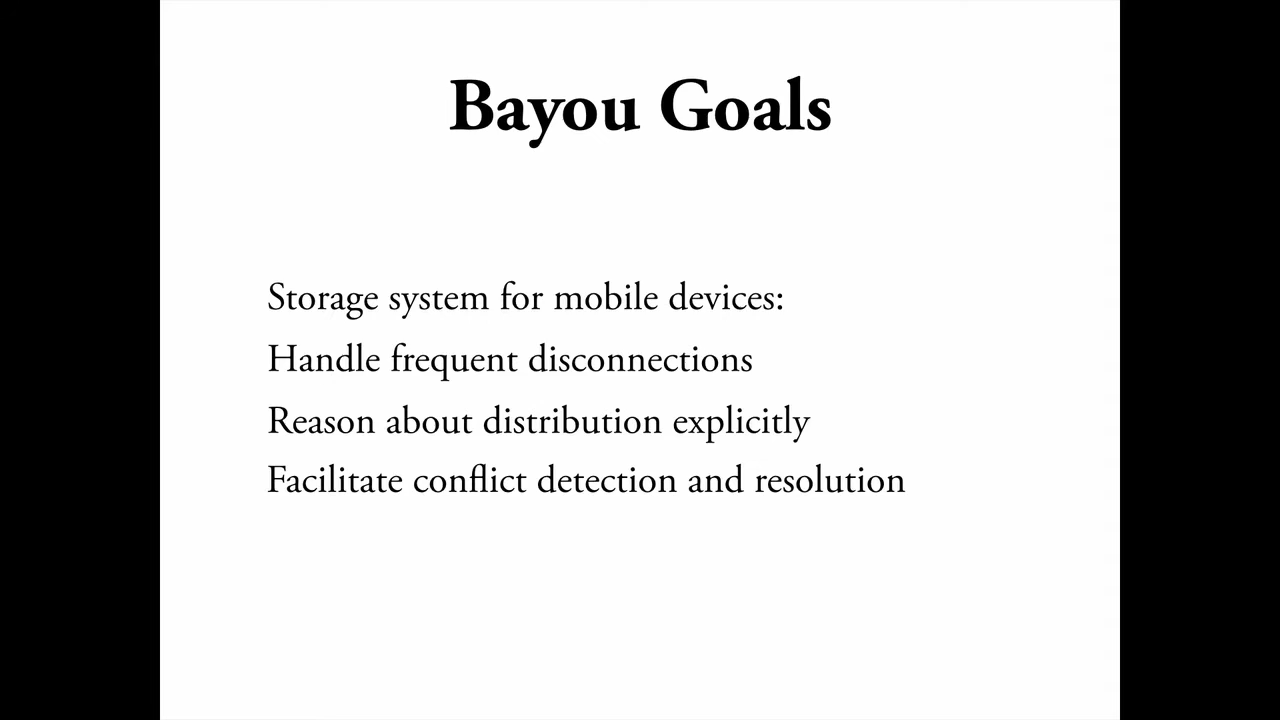 Bayou Goals
Storage system for mobile devices:
Handle frequent disconnections
Reason about distribution explicitly
Facilitate conflict detection and resolution